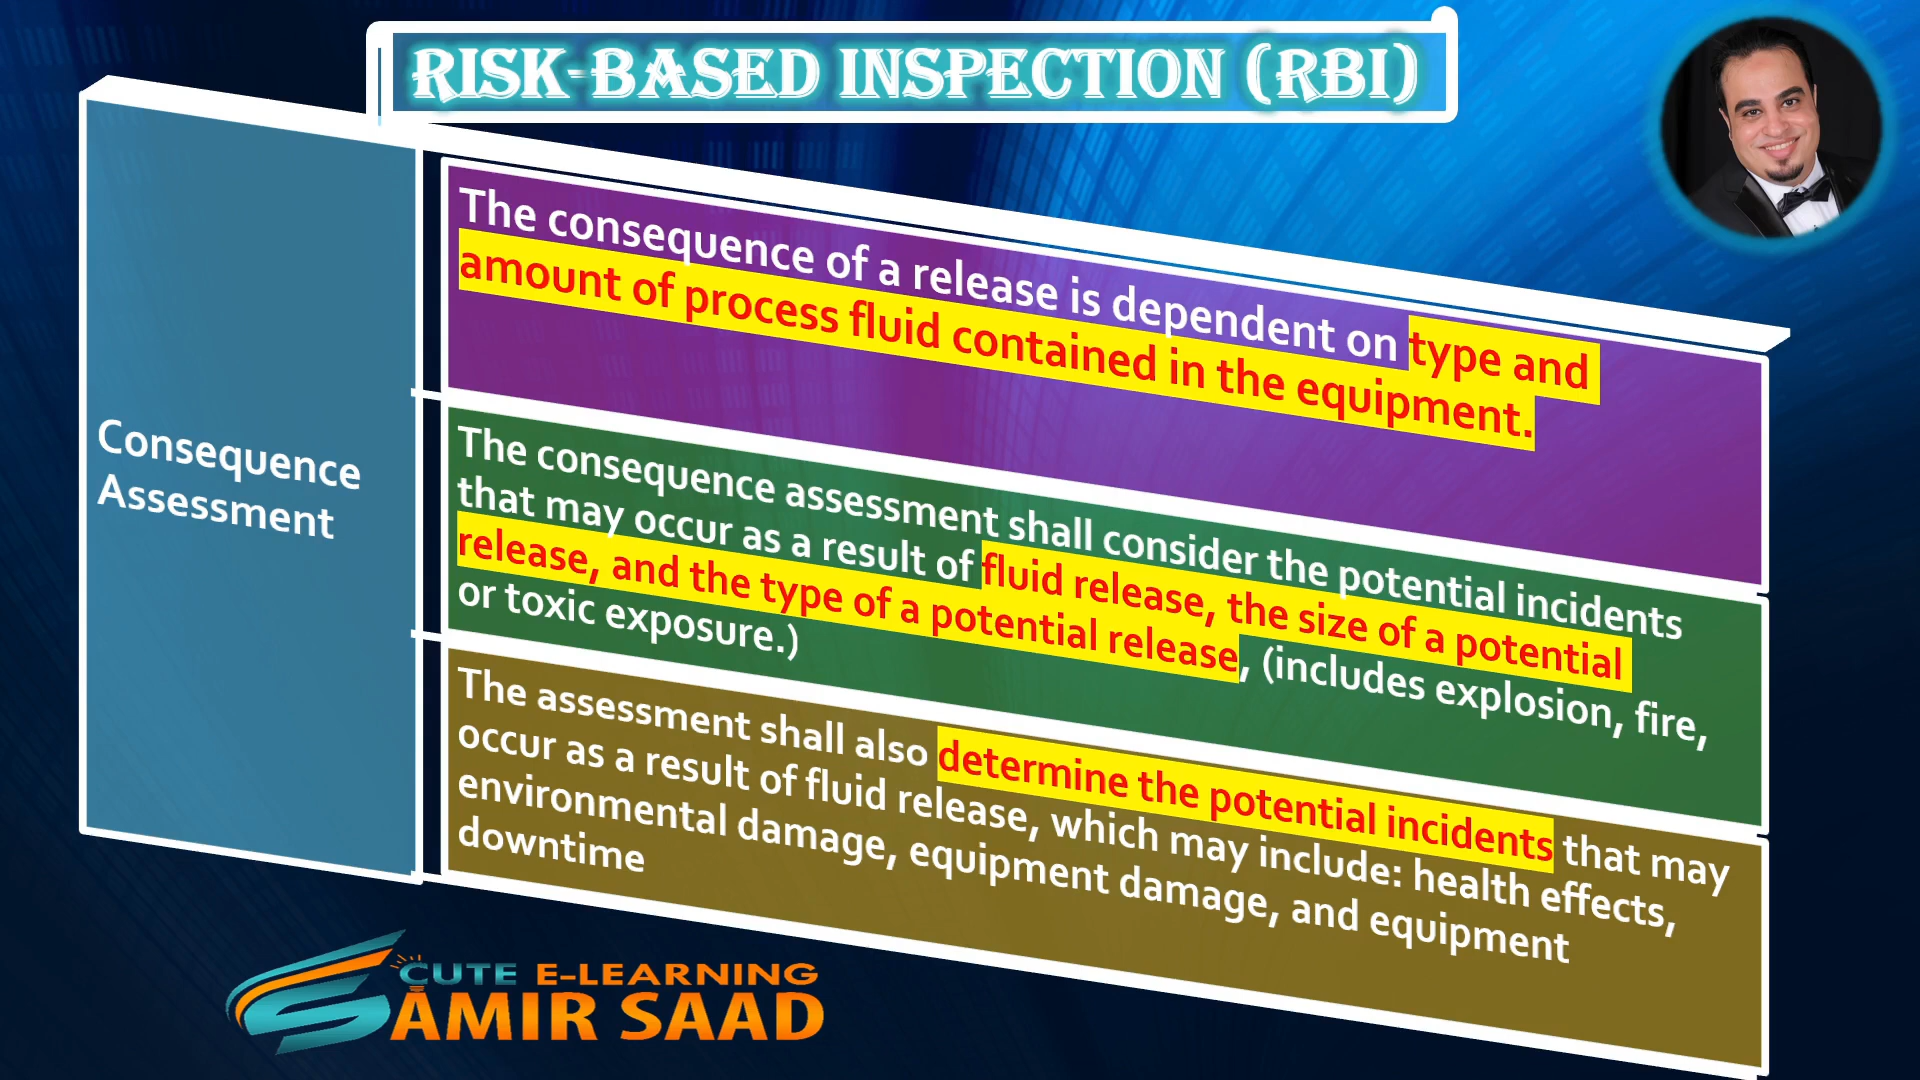 RISK-BASED INSPECTION (RBI)
Consequence
Assessment
The consequence of a release is dependent on type and
amount of process fluid contained in the equipment.
The consequence assessment shall consider the potential incidents
that may occur as a result of fluid release, the size of a potential
release, and the type of a potential release, (includes explosion, fire,
or toxic exposure.)
The assessment shall also determine the potential incidents that may
occur as a result of fluid release, which may include: health effects,
environmental damage, equipment damage, and equipment
downtime
CUTE E-LEARNING
AMIR SAAD